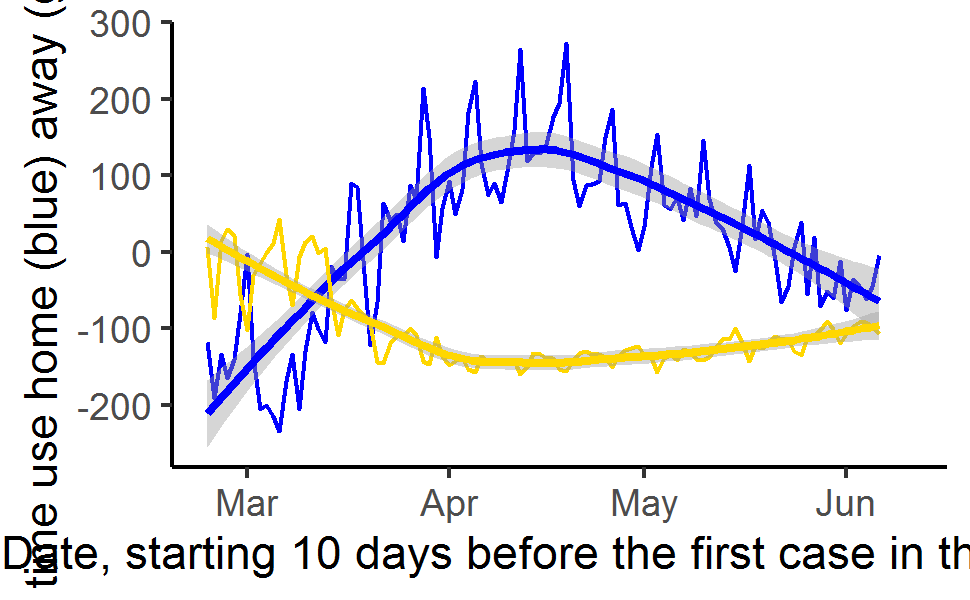 time use home (blue) away (
300
200
100
0
-100
-200
Mar Apr May Jun
Date, starting 10 days before the first case in th